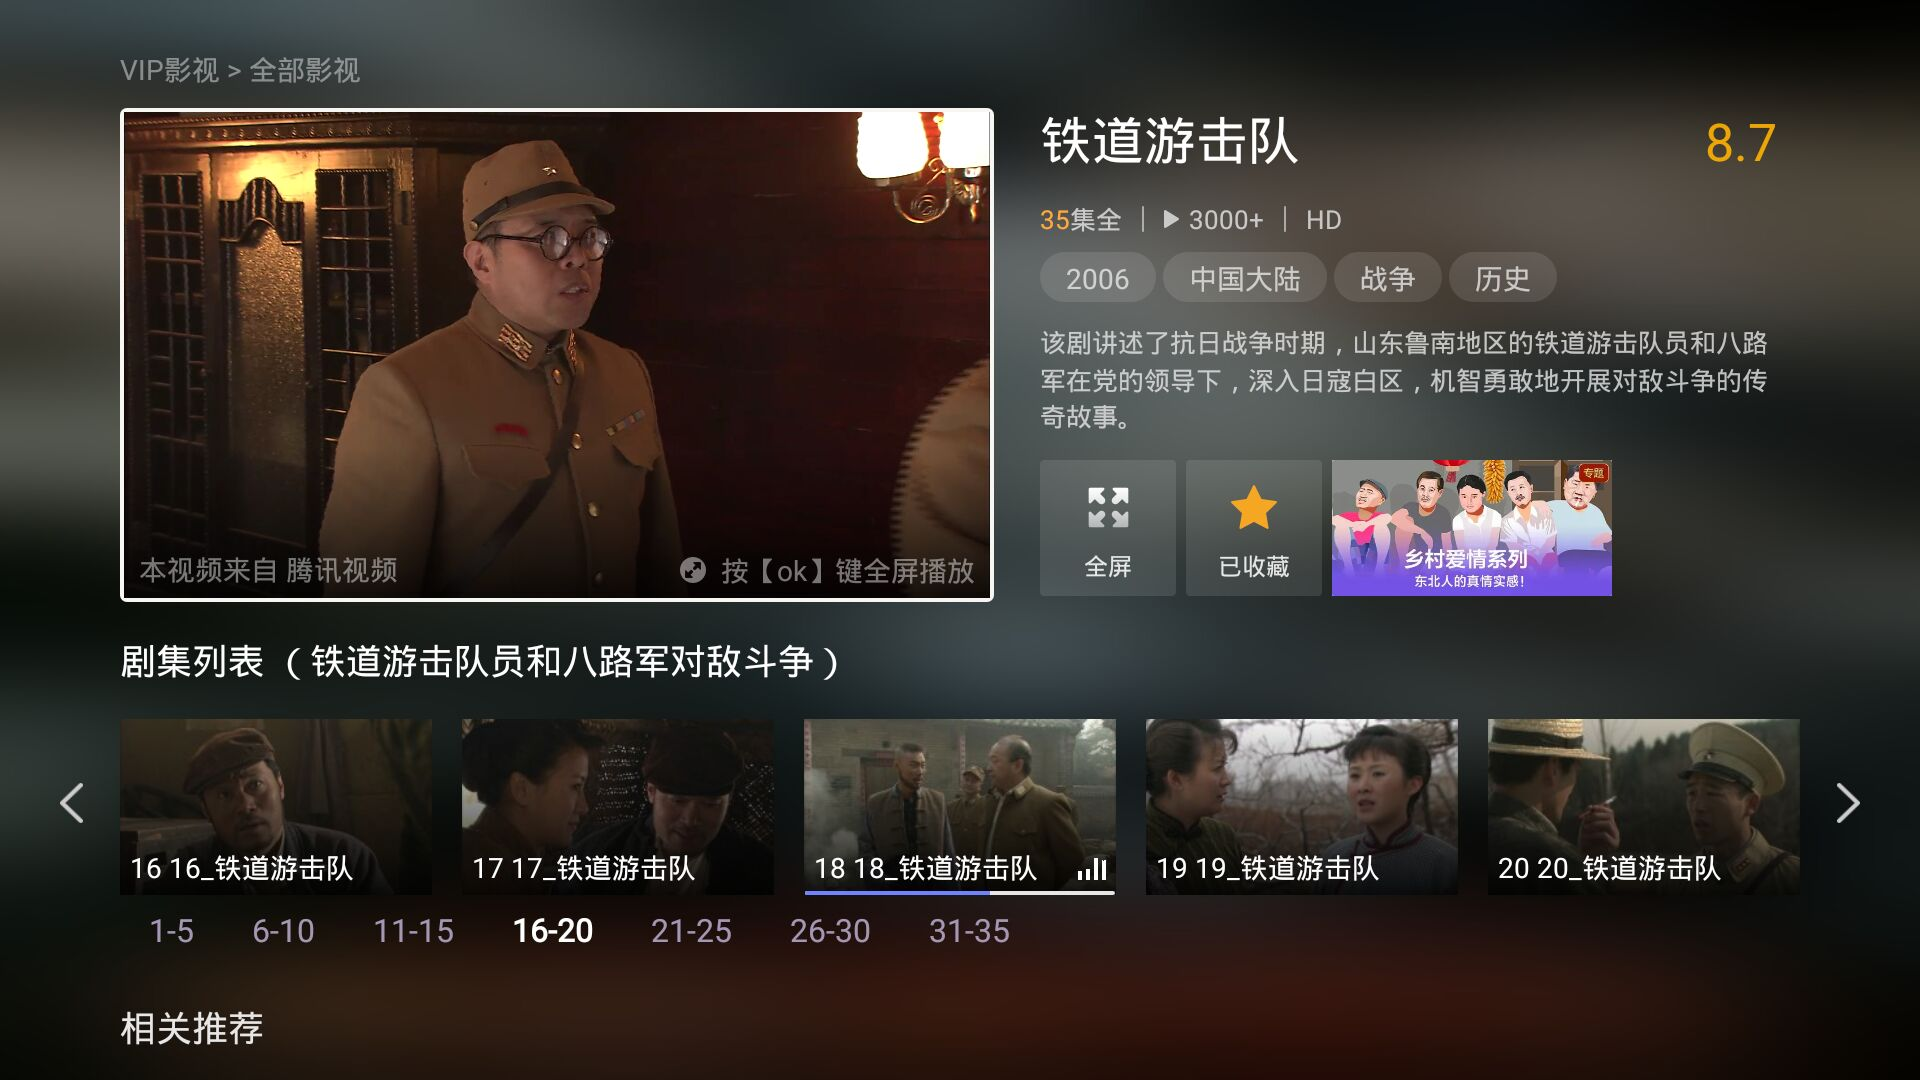 VIP影视 > 全部影视
铁道游击队
8.7
35集全 | 3000+ | HD
2006 中国大陆 战争 历史
该剧讲述了抗日战争时期，山东鲁南地区的铁道游击队员和八路
军在党的领导下，深入日寇白区，机智勇敢地开展对敌斗争的传
奇故事。
本视频来自 腾讯视频
按【ok】键全屏播放
全屏
已收藏
专题
乡村爱情系列
东北人的真情实感！
剧集列表 （铁道游击队员和八路军对敌斗争）
16 16_铁道游击队
17 17_铁道游击队
18 18_铁道游击队
19 19_铁道游击队
20 20_铁道游击队
1-5 6-10 11-15 16-20 21-25 26-30 31-35
相关推荐